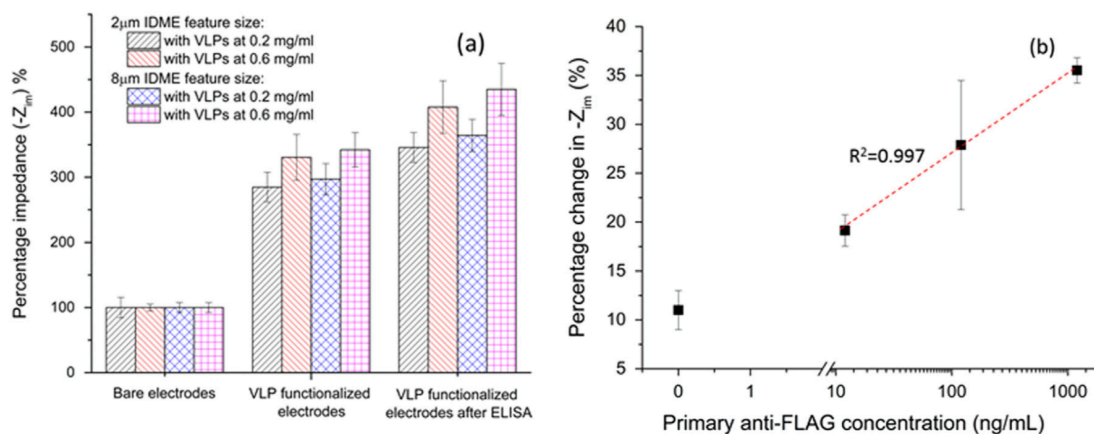 2μm IDME feature size:
with VLPs at 0.2 mg/ml
with VLPs at 0.6 mg/ml
8μm IDME feature size:
with VLPs at 0.2 mg/ml
with VLPs at 0.6 mg/ml
(a)
Percentage impedance (-Z_im) %
500
400
300
200
100
0
Bare electrodes
VLP functionalized
electrodes
VLP functionalized
electrodes after ELISA
(b)
Percentage change in -Z_im (%)
40
35
30
25
20
15
10
5
R²=0.997
0
1
10
100
1000
Primary anti-FLAG concentration (ng/mL)